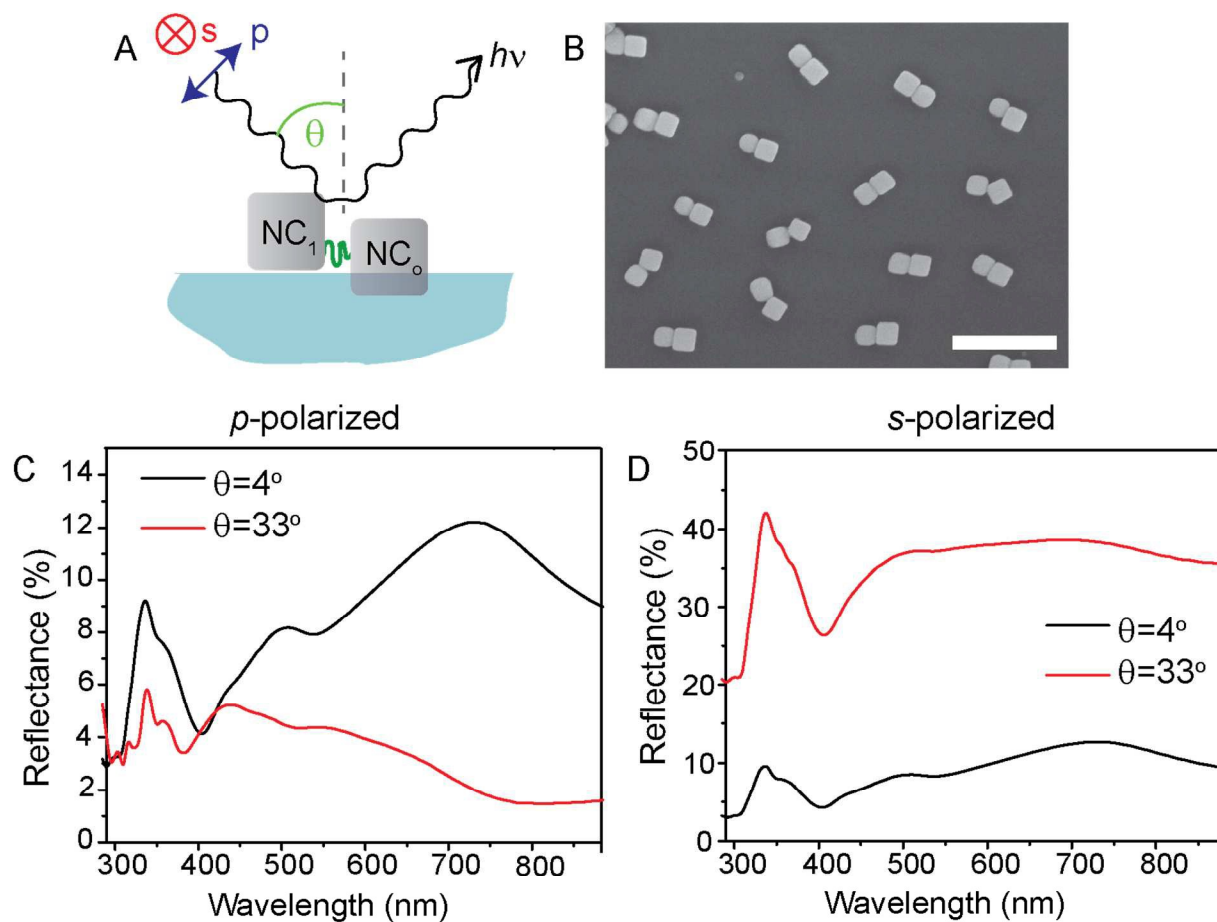 A
s
p
hν
θ
NC₁
NCₒ
B
p-polarized
C
θ=4°
θ=33°
Reflectance (%)
14
12
10
8
6
4
2
0
300 400 500 600 700 800
Wavelength (nm)
s-polarized
D
θ=4°
θ=33°
Reflectance (%)
50
40
30
20
10
0
300 400 500 600 700 800
Wavelength (nm)